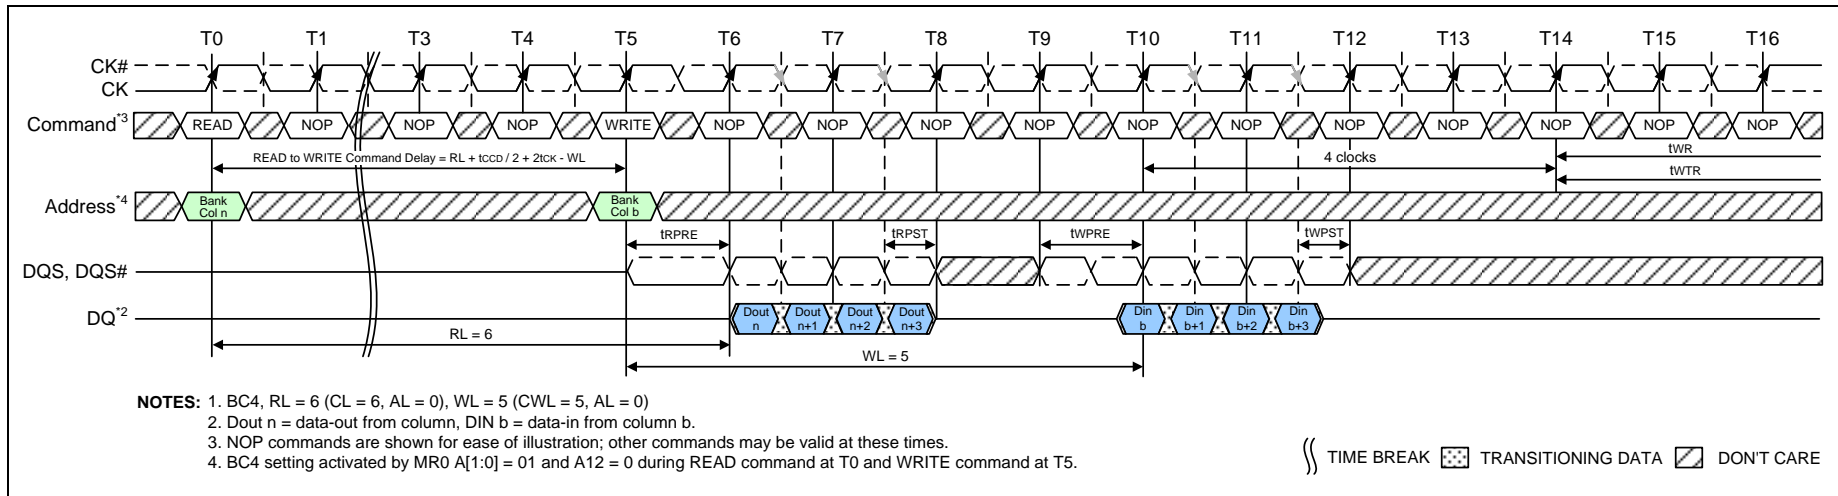 T0 T1 T3 T4 T5 T6 T7 T8 T9 T10 T11 T12 T13 T14 T15 T16
CK#
CK
Command*3 READ NOP NOP NOP WRITE NOP NOP NOP NOP NOP NOP NOP NOP NOP NOP NOP
READ to WRITE Command Delay = RL + tCCD / 2 + 2tCK - WL
4 clocks
tWR
tWTR
Address*4
Bank
Col n
Bank
Col b
tRPRE tRPST tWPRE tWPST
DQS, DQS#
DQ*2
Dout
n
Dout
n+1
Dout
n+2
Dout
n+3
Din
b
Din
b+1
Din
b+2
Din
b+3
RL = 6
WL = 5
NOTES: 1. BC4, RL = 6 (CL = 6, AL = 0), WL = 5 (CWL = 5, AL = 0)
2. Dout n = data-out from column, DIN b = data-in from column b.
3. NOP commands are shown for ease of illustration; other commands may be valid at these times.
4. BC4 setting activated by MR0 A[1:0] = 01 and A12 = 0 during READ command at T0 and WRITE command at T5.
TIME BREAK TRANSITIONING DATA DON'T CARE